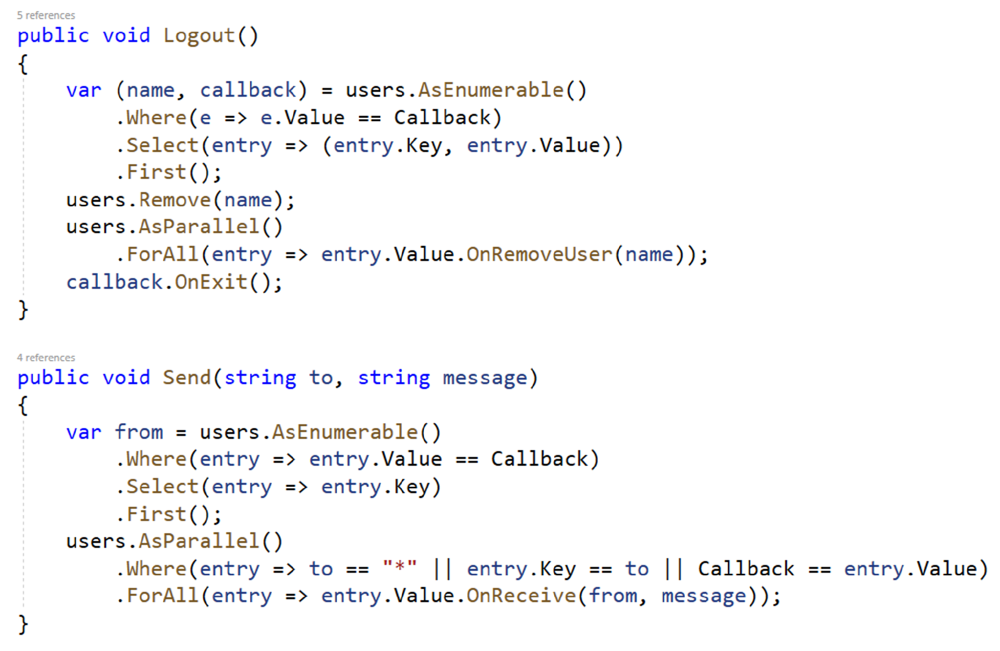 5 references
public void Logout()
{
    var (name, callback) = users.AsEnumerable()
        .Where(e => e.Value == Callback)
        .Select(entry => (entry.Key, entry.Value))
        .First();
    users.Remove(name);
    users.AsParallel()
        .ForAll(entry => entry.Value.OnRemoveUser(name));
    callback.OnExit();
}
4 references
public void Send(string to, string message)
{
    var from = users.AsEnumerable()
        .Where(entry => entry.Value == Callback)
        .Select(entry => entry.Key)
        .First();
    users.AsParallel()
        .Where(entry => to == "*" || entry.Key == to || Callback == entry.Value)
        .ForAll(entry => entry.Value.OnReceive(from, message));
}